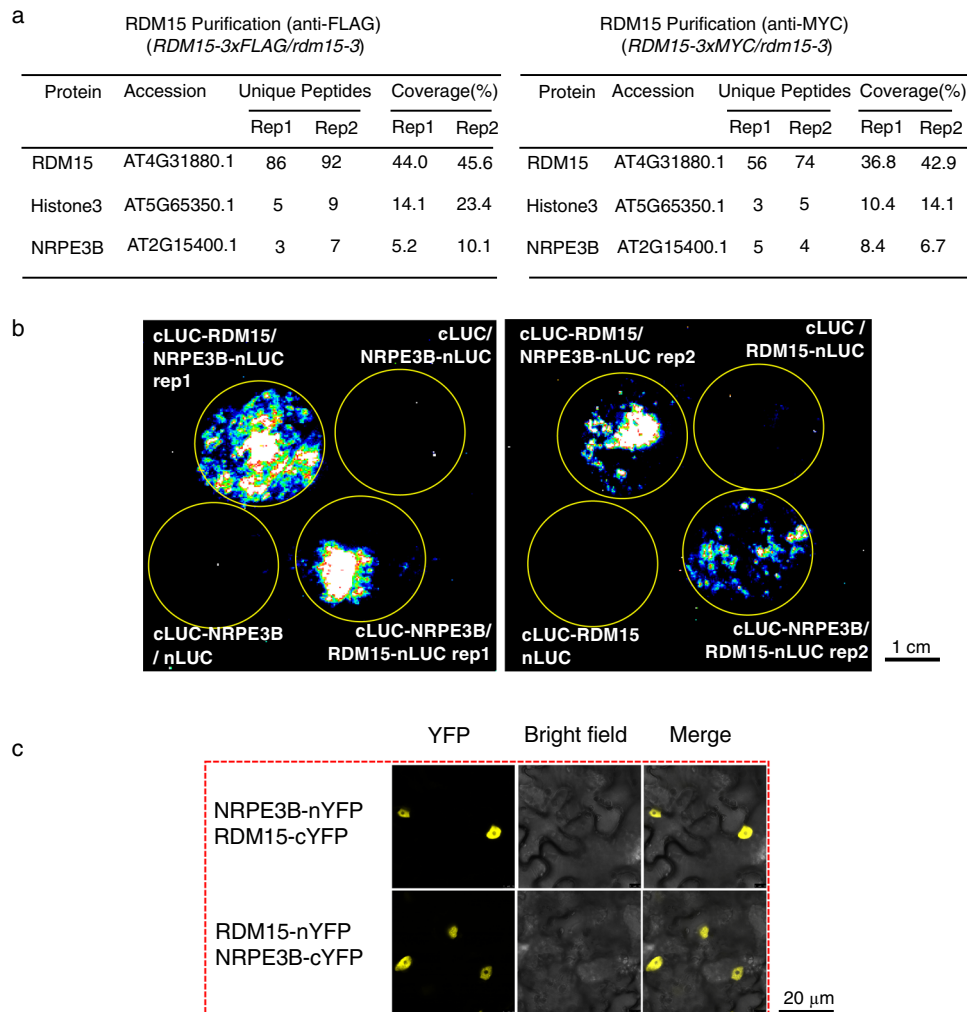 a
RDM15 Purification (anti-FLAG)
(RDM15-3xFLAG/rdm15-3)
Protein Accession Unique Peptides Coverage(%)
Rep1 Rep2 Rep1 Rep2
RDM15 AT4G31880.1 86 92 44.0 45.6
Histone3 AT5G65350.1 5 9 14.1 23.4
NRPE3B AT2G15400.1 3 7 5.2 10.1
RDM15 Purification (anti-MYC)
(RDM15-3xMYC/rdm15-3)
Protein Accession Unique Peptides Coverage(%)
Rep1 Rep2 Rep1 Rep2
RDM15 AT4G31880.1 56 74 36.8 42.9
Histone3 AT5G65350.1 3 5 10.4 14.1
NRPE3B AT2G15400.1 5 4 8.4 6.7
b
cLUC-RDM15/
NRPE3B-nLUC
rep1
cLUC/
NRPE3B-nLUC
cLUC-NRPE3B
/ nLUC
cLUC-NRPE3B/
RDM15-nLUC rep1
cLUC-RDM15/
NRPE3B-nLUC rep2
cLUC /
RDM15-nLUC
cLUC-RDM15
nLUC
cLUC-NRPE3B/
RDM15-nLUC rep2
1 cm
c
YFP Bright field Merge
NRPE3B-nYFP
RDM15-cYFP
RDM15-nYFP
NRPE3B-cYFP
20 µm